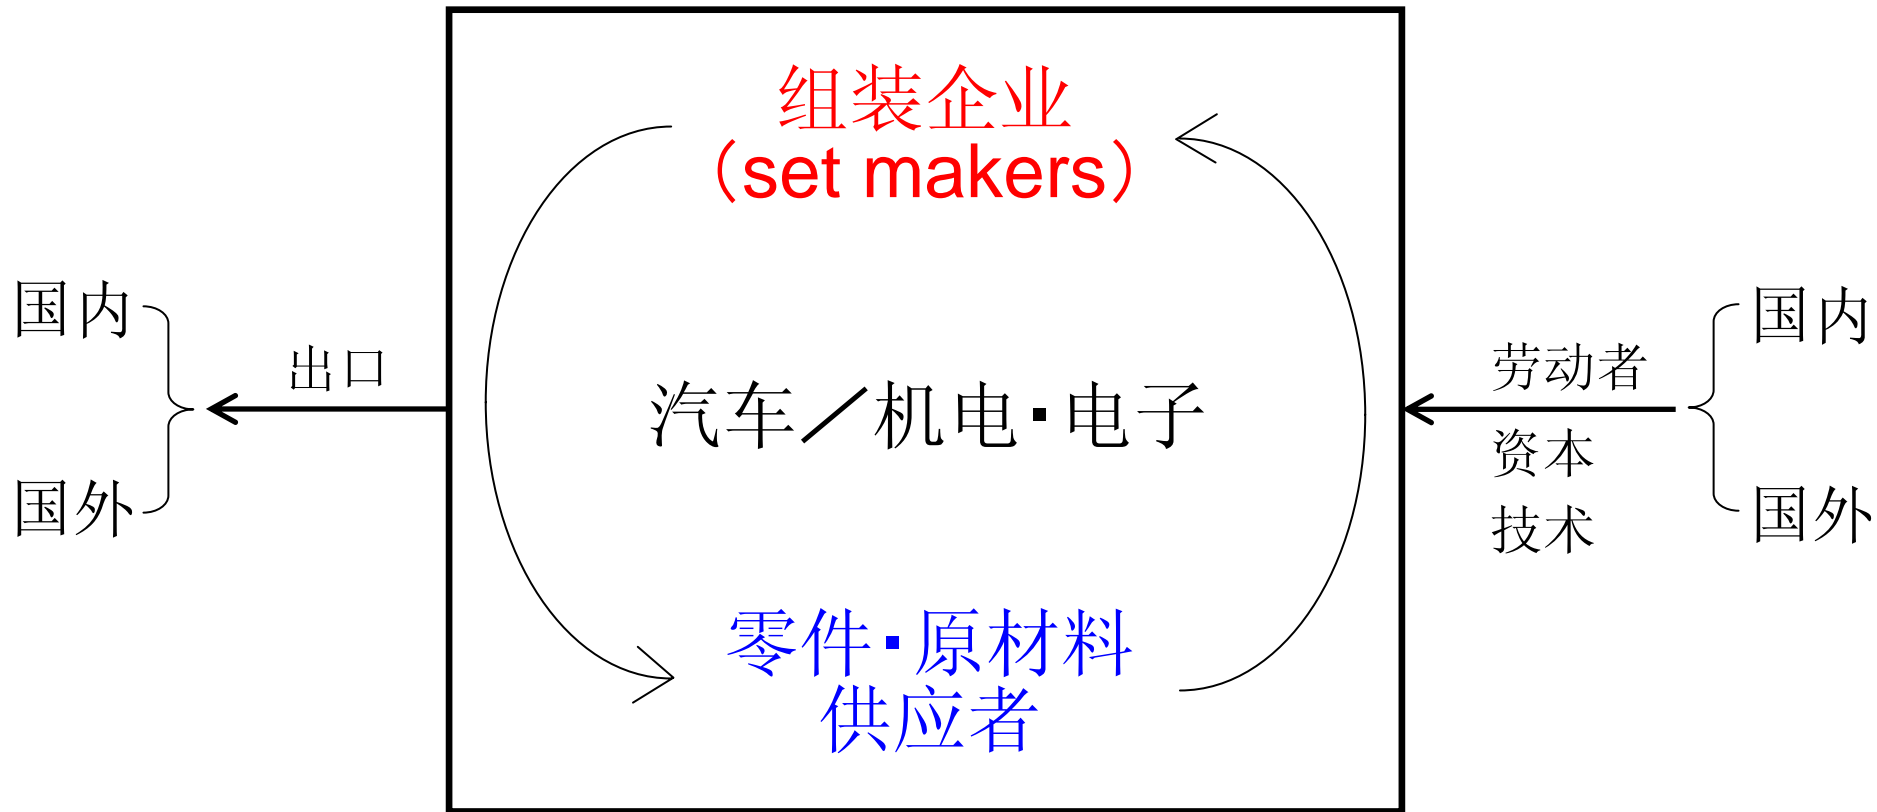 组装企业
（set makers）
国内
国外
出口
汽车／机电▪电子
劳动者
资本
技术
国内
国外
零件▪原材料
供应者